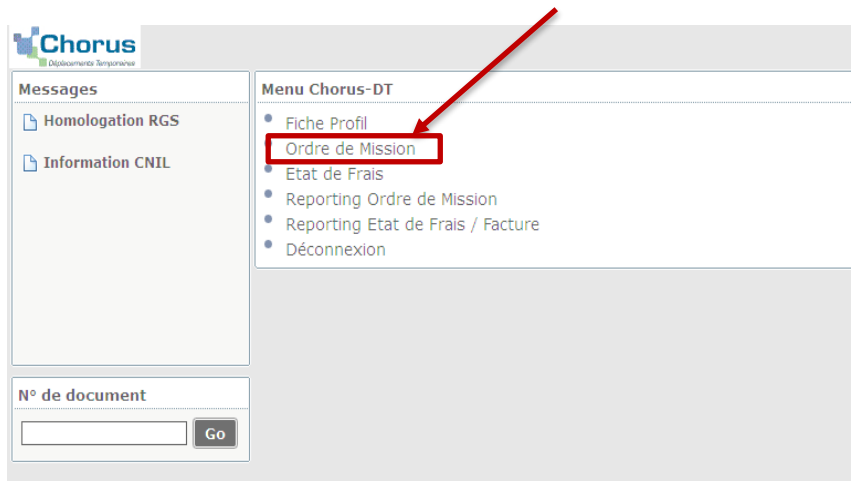 Chorus
Déplacements Temporaires
Messages
Homologation RGS
Information CNIL
Menu Chorus-DT
Fiche Profil
Ordre de Mission
Etat de Frais
Reporting Ordre de Mission
Reporting Etat de Frais / Facture
Déconnexion
N° de document
Go